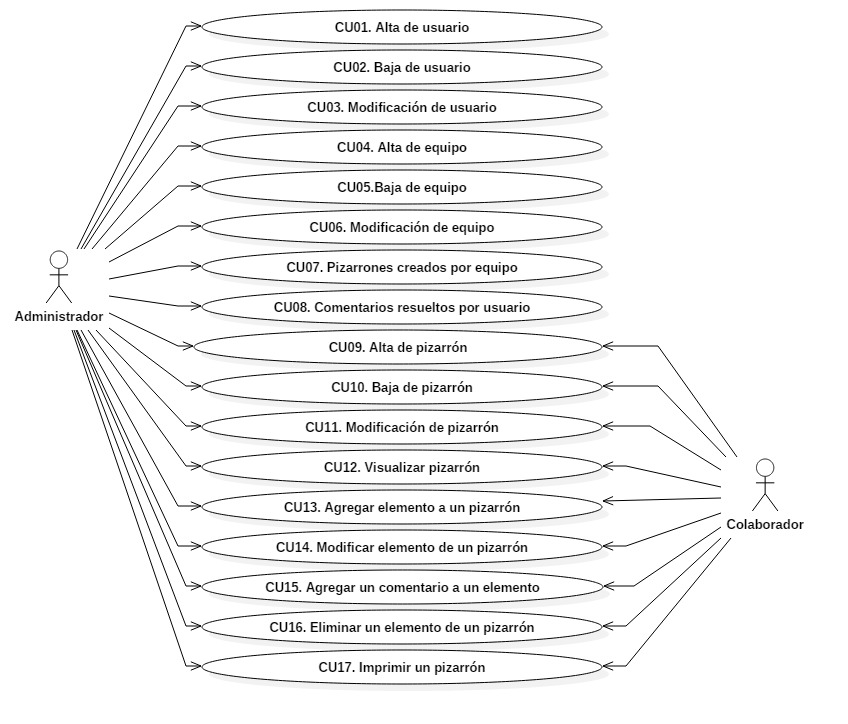 CU01. Alta de usuario
CU02. Baja de usuario
CU03. Modificación de usuario
CU04. Alta de equipo
CU05.Baja de equipo
CU06. Modificación de equipo
CU07. Pizarrones creados por equipo
CU08. Comentarios resueltos por usuario
Administrador
CU09. Alta de pizarrón
CU10. Baja de pizarrón
CU11. Modificación de pizarrón
CU12. Visualizar pizarrón
CU13. Agregar elemento a un pizarrón
Colaborador
CU14. Modificar elemento de un pizarrón
CU15. Agregar un comentario a un elemento
CU16. Eliminar un elemento de un pizarrón
CU17. Imprimir un pizarrón